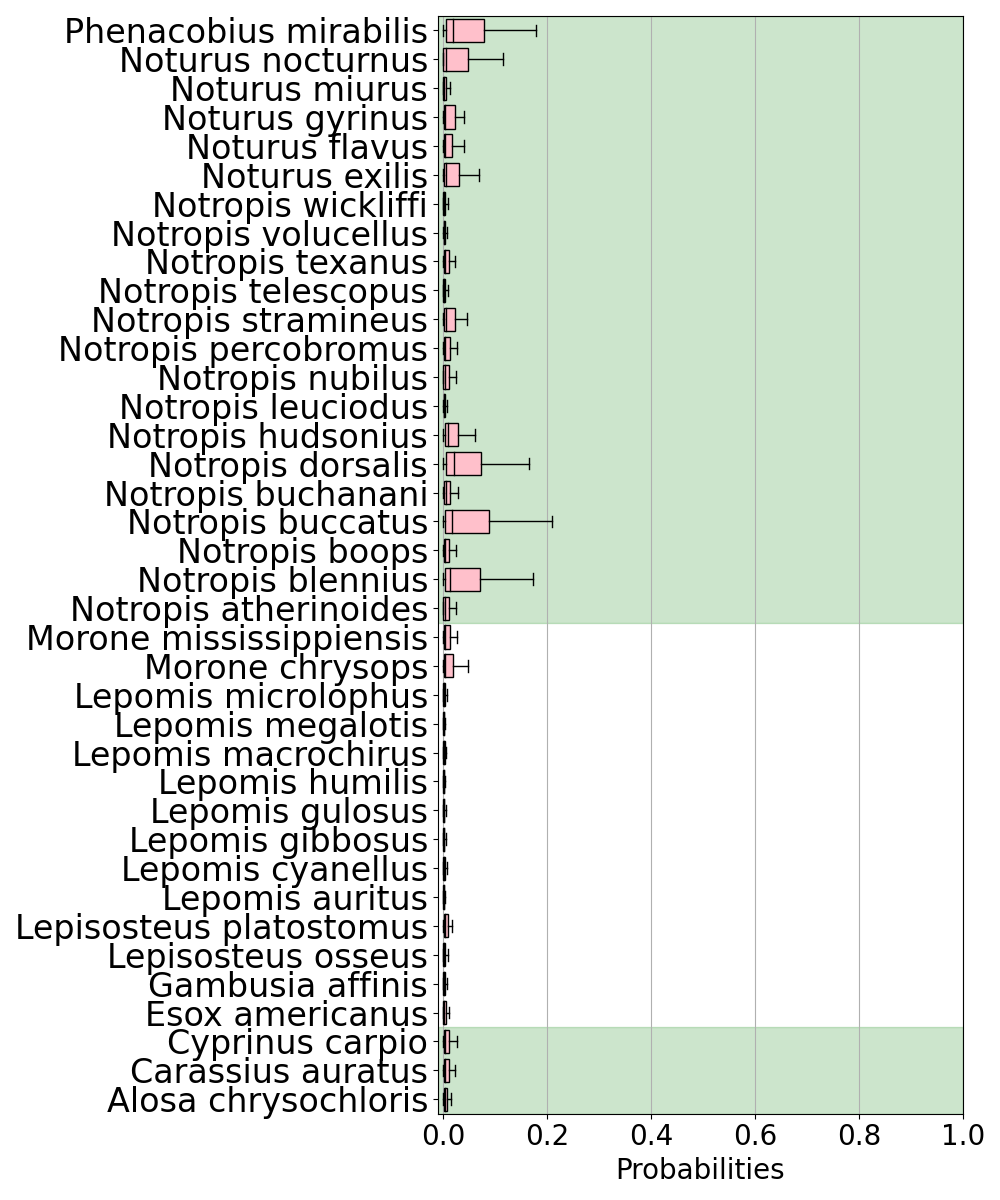 Phenacobius mirabilis
Noturus nocturnus
Noturus miurus
Noturus gyrinus
Noturus flavus
Noturus exilis
Notropis wickliffi
Notropis volucellus
Notropis texanus
Notropis telescopus
Notropis stramineus
Notropis percobromus
Notropis nubilus
Notropis leuciodus
Notropis hudsonius
Notropis dorsalis
Notropis buchanani
Notropis buccatus
Notropis boops
Notropis blennius
Notropis atherinoides
Morone mississippiensis
Morone chrysops
Lepomis microlophus
Lepomis megalotis
Lepomis macrochirus
Lepomis humilis
Lepomis gulosus
Lepomis gibbosus
Lepomis cyanellus
Lepomis auritus
Lepisosteus platostomus
Lepisosteus osseus
Gambusia affinis
Esox americanus
Cyprinus carpio
Carassius auratus
Alosa chrysochloris
0.0 0.2 0.4 0.6 0.8 1.0
Probabilities